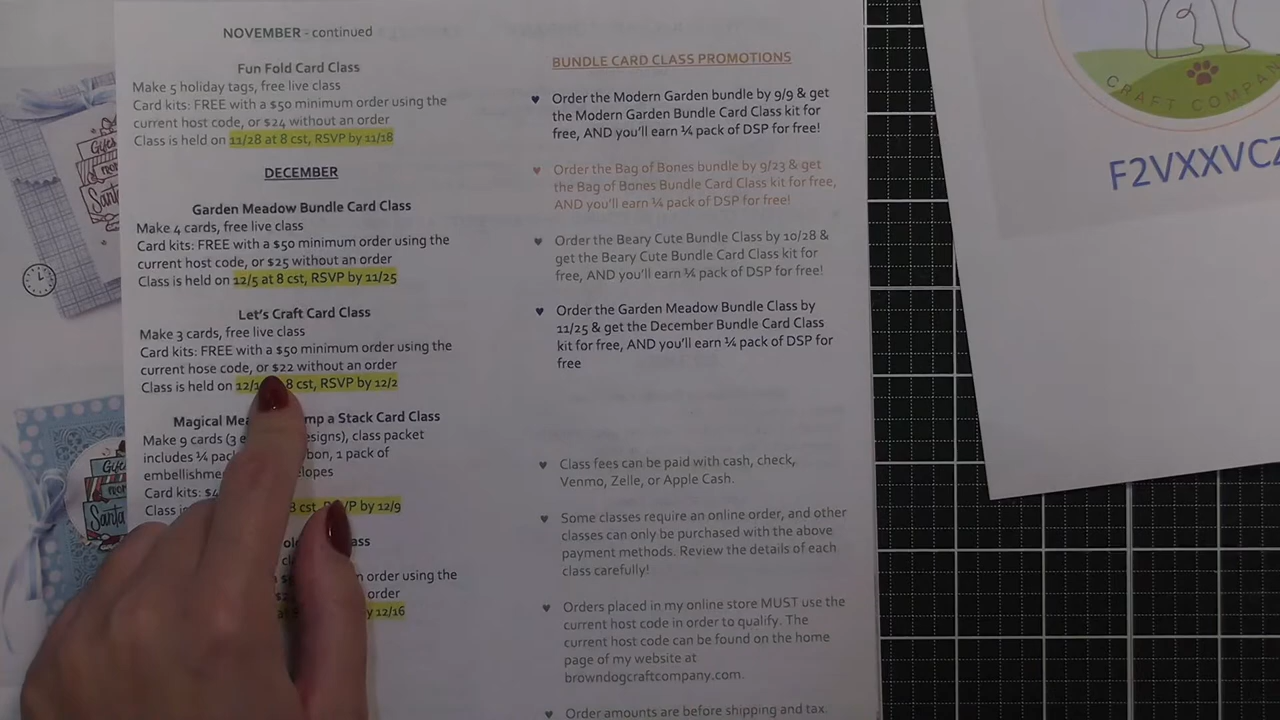 NOVEMBER - continued
Fun Fold Card Class
Make 5 holiday tags, free live class
Card kits: FREE with a $50 minimum order using the
current host code, or $24 without an order
Class is held on 11/28 at 8 cst, RSVP by 11/18
DECEMBER
Garden Meadow Bundle Card Class
Make 4 cards, free live class
Card kits: FREE with a $50 minimum order using the
current host code, or $25 without an order
Class is held on 12/5 at 8 cst, RSVP by 11/25
Let's Craft Card Class
Make 3 cards, free live class
Card kits: FREE with a $50 minimum order using the
current hose code, or $22 without an order
Class is held on 8 cst, RSVP by 12/2
Magical a Stack Card Class
Make 9 cards (3 class packet
includes ¼ 1 pack of
Card kits:
Class 8 cst, by 12/9
order using the
order
by 12/16
BUNDLE CARD CLASS PROMOTIONS
Order the Modern Garden bundle by 9/9 & get
the Modern Garden Bundle Card Class kit for
free, AND you'll earn ¼ pack of DSP for free!
Order the Bag of Bones bundle by 9/23 & get
the Bag of Bones Bundle Card Class kit for free,
AND you'll earn ¼ pack of DSP for free!
Order the Beary Cute Bundle Class by 10/28 &
get the Beary Cute Bundle Card Class kit for
free, AND you'll earn ¼ pack of DSP for free!
Order the Garden Meadow Bundle Class by
11/25 & get the December Bundle Card Class
kit for free, AND you'll earn ¼ pack of DSP for
free
Class fees can be paid with cash, check,
Venmo, Zelle, or Apple Cash.
Some classes require an online order, and other
classes can only be purchased with the above
payment methods. Review the details of each
class carefully!
Orders placed in my online store MUST use the
current host code in order to qualify. The
current host code can be found on the home
page of my website at
browndogcraftcompany.com.
Order amounts are before shipping and tax.
CRAFT COMPAN
F2VXXVCZ
Santa
Santa